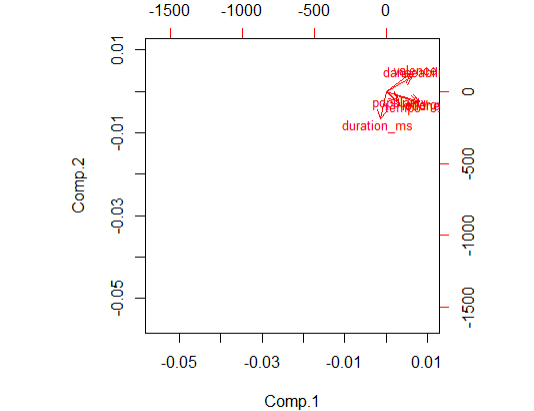 -1500 -1000 -500 0
0.01 -0.01 -0.03 -0.05
Comp.2
valence
duration_ms
0 -500 -1000 -1500
-0.05 -0.03 -0.01 0.01
Comp.1